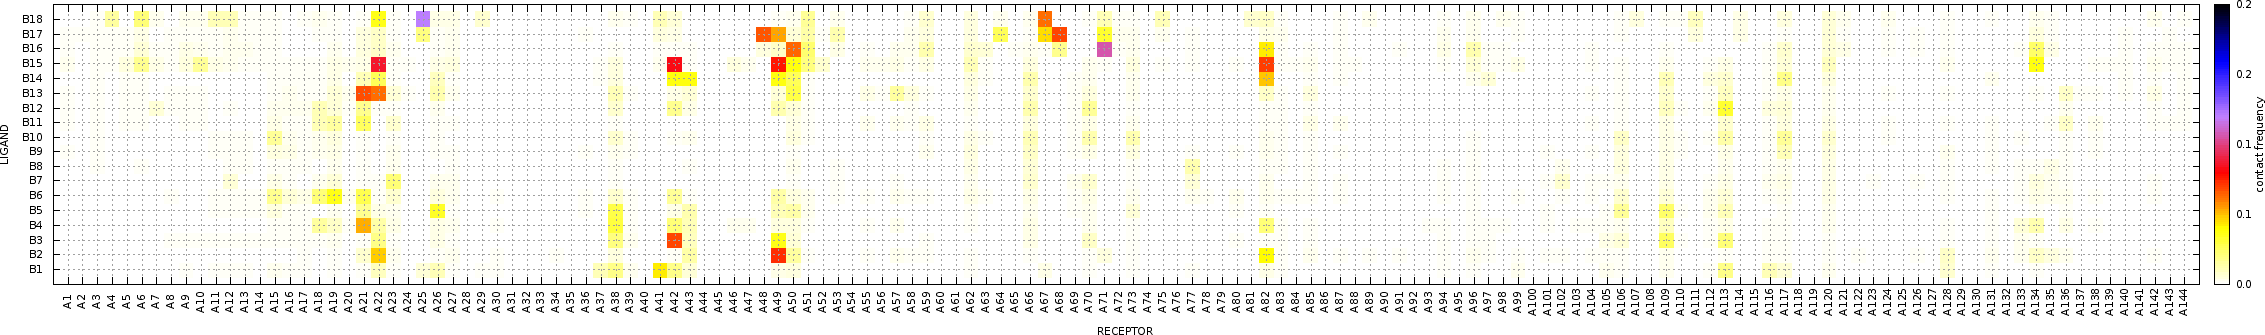 B18
B17
B16
B15
B14
B13
B12
B11
B10
B9
B8
B7
B6
B5
B4
B3
B2
B1
LIGAND
A1 A2 A3 A4 A5 A6 A7 A8 A9 A10 A11 A12 A13 A14 A15 A16 A17 A18 A19 A20 A21 A22 A23 A24 A25 A26 A27 A28 A29 A30 A31 A32 A33 A34 A35 A36 A37 A38 A39 A40 A41 A42 A43 A44 A45 A46 A47 A48 A49 A50 A51 A52 A53 A54 A55 A56 A57 A58 A59 A60 A61 A62 A63 A64 A65 A66 A67 A68 A69 A70 A71 A72 A73 A74 A75 A76 A77 A78 A79 A80 A81 A82 A83 A84 A85 A86 A87 A88 A89 A90 A91 A92 A93 A94 A95 A96 A97 A98 A99 A100 A101 A102 A103 A104 A105 A106 A107 A108 A109 A110 A111 A112 A113 A114 A115 A116 A117 A118 A119 A120 A121 A122 A123 A124 A125 A126 A127 A128 A129 A130 A131 A132 A133 A134 A135 A136 A137 A138 A139 A140 A141 A142 A143 A144
RECEPTOR
0.2
0.2
0.1
0.1
0.0
contact frequency